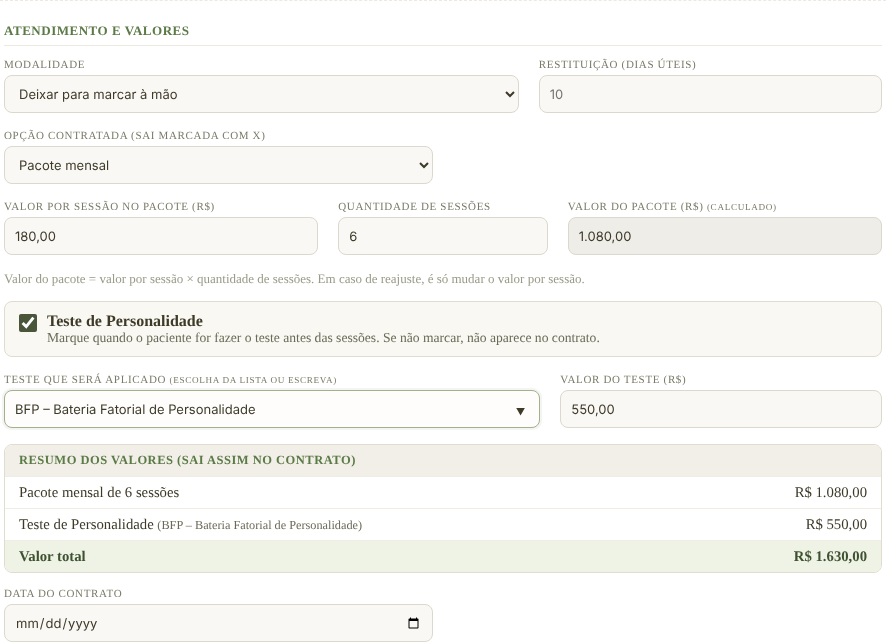 ATENDIMENTO E VALORES
MODALIDADE
RESTITUIÇÃO (DIAS ÚTEIS)
Deixar para marcar à mão
10
OPÇÃO CONTRATADA (SAI MARCADA COM X)
Pacote mensal
VALOR POR SESSÃO NO PACOTE (R$)
QUANTIDADE DE SESSÕES
VALOR DO PACOTE (R$) (CALCULADO)
180,00
6
1.080,00
Valor do pacote = valor por sessão × quantidade de sessões. Em caso de reajuste, é só mudar o valor por sessão.
Teste de Personalidade
Marque quando o paciente for fazer o teste antes das sessões. Se não marcar, não aparece no contrato.
TESTE QUE SERÁ APLICADO (ESCOLHA DA LISTA OU ESCREVA)
VALOR DO TESTE (R$)
BFP – Bateria Fatorial de Personalidade
550,00
RESUMO DOS VALORES (SAI ASSIM NO CONTRATO)
Pacote mensal de 6 sessões R$ 1.080,00
Teste de Personalidade (BFP – Bateria Fatorial de Personalidade) R$ 550,00
Valor total R$ 1.630,00
DATA DO CONTRATO
mm/dd/yyyy